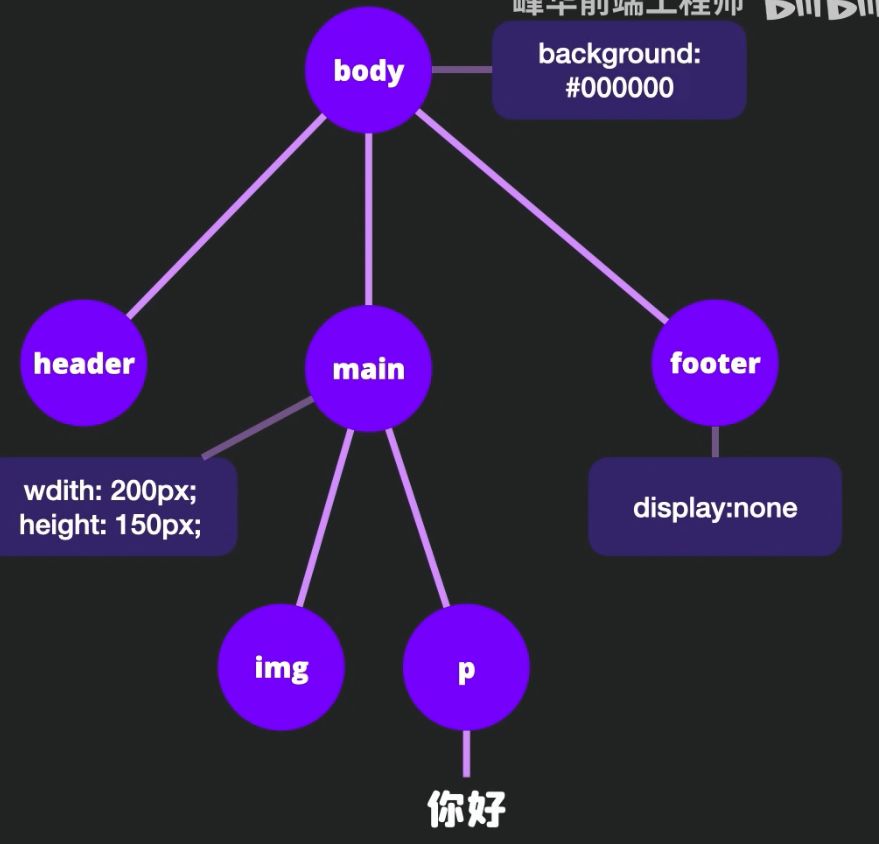 峰华前端工程师 bilibili
body
background:
#000000
header
main
footer
wdith: 200px;
height: 150px;
display:none
img
p
你好